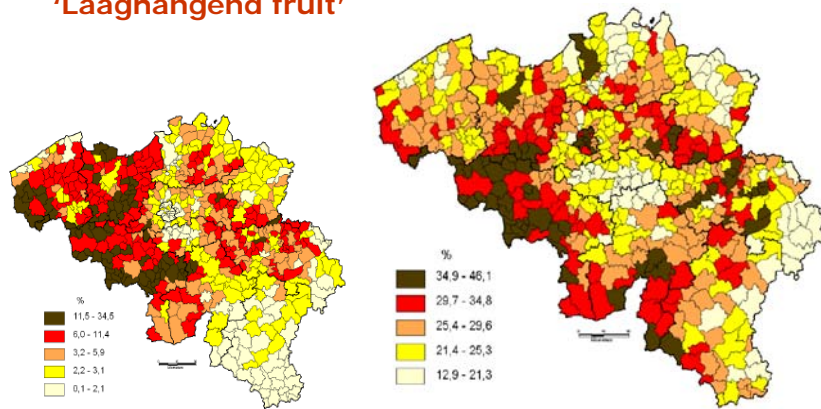 ‘Laaghangend fruit’
%
11,5 - 34,5
6,0 - 11,4
3,2 - 5,9
2,2 - 3,1
0,1 - 2,1
%
34,9 - 46,1
29,7 - 34,8
25,4 - 29,6
21,4 - 25,3
12,9 - 21,3